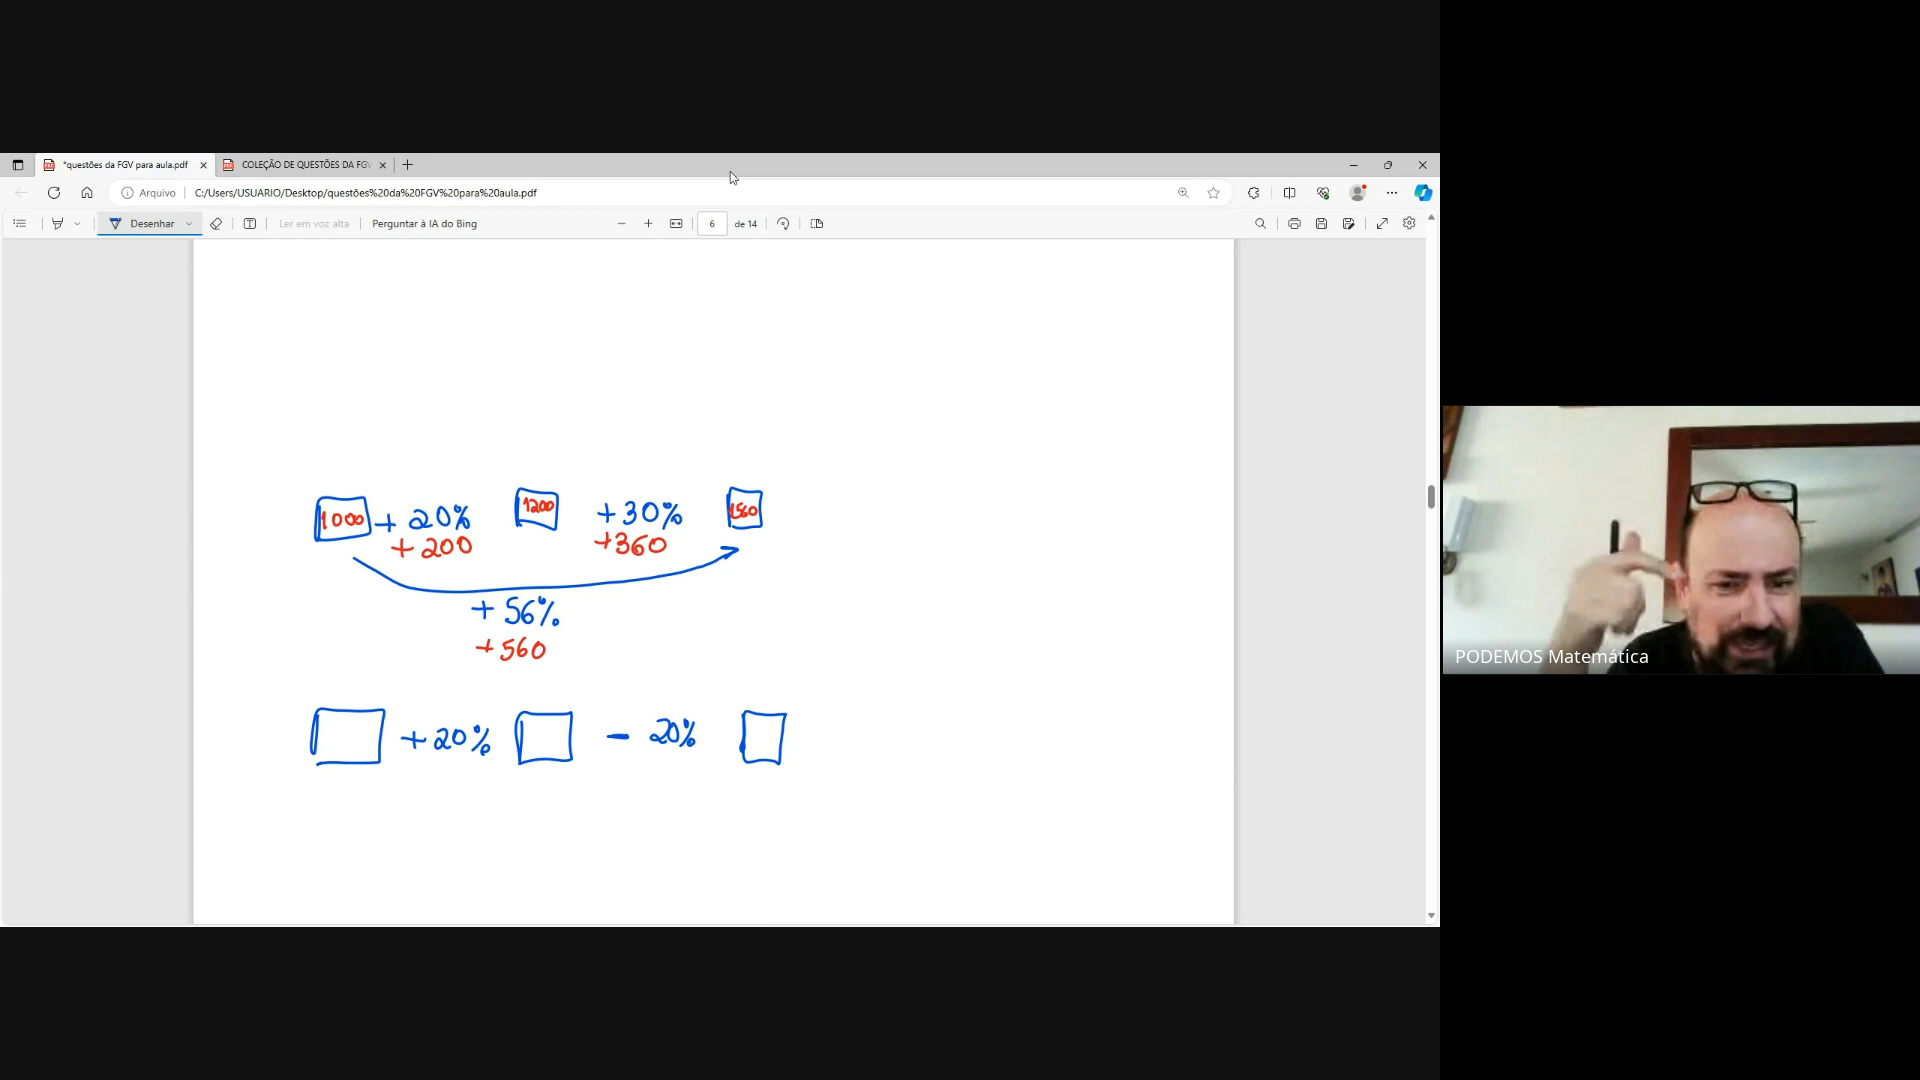 *questões da FGV para aula.pdf
COLEÇÃO DE QUESTÕES DA FGV
Arquivo C:/Users/USUARIO/Desktop/questões%20da%20FGV%20para%20aula.pdf
Desenhar Ler em voz alta Perguntar à IA do Bing 6 de 14
1000 + 20% 1200 +30% 1560
+200 +360
+ 56%
+560
+20% - 20%
PODEMOS Matemática